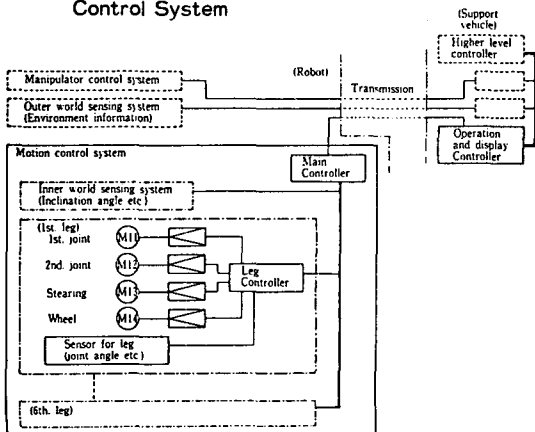 Control System
(Support
vehicle)
Higher level
controller
(Robot)
Manipulator control system
Transmission
Outer world sensing system
(Environment information)
Operation
and display
Controller
Motion control system
Main
Controller
Inner world sensing system
(Inclination angle etc)
(1st. leg)
1st. joint
M11
2nd. joint
M12
Leg
Controller
Stearing
M13
Wheel
M14
Sensor for leg
(joint angle etc)
(6th. leg)